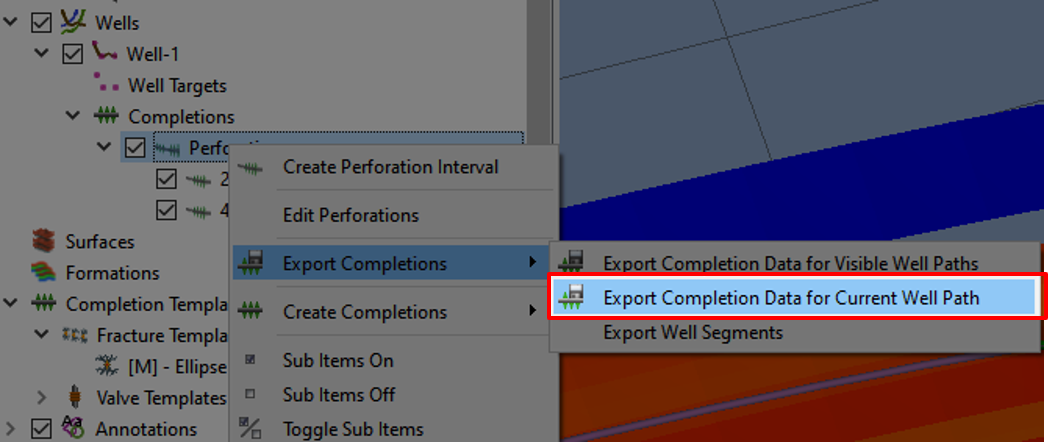 Wells
Well-1
Well Targets
Completions
Perfo
2
4
Surfaces
Formations
Completion Templa
Fracture Templa
[M] - Ellipse
Valve Templates
Annotations
Create Perforation Interval
Edit Perforations
Export Completions
Create Completions
Sub Items On
Sub Items Off
Toggle Sub Items
Export Completion Data for Visible Well Paths
Export Completion Data for Current Well Path
Export Well Segments